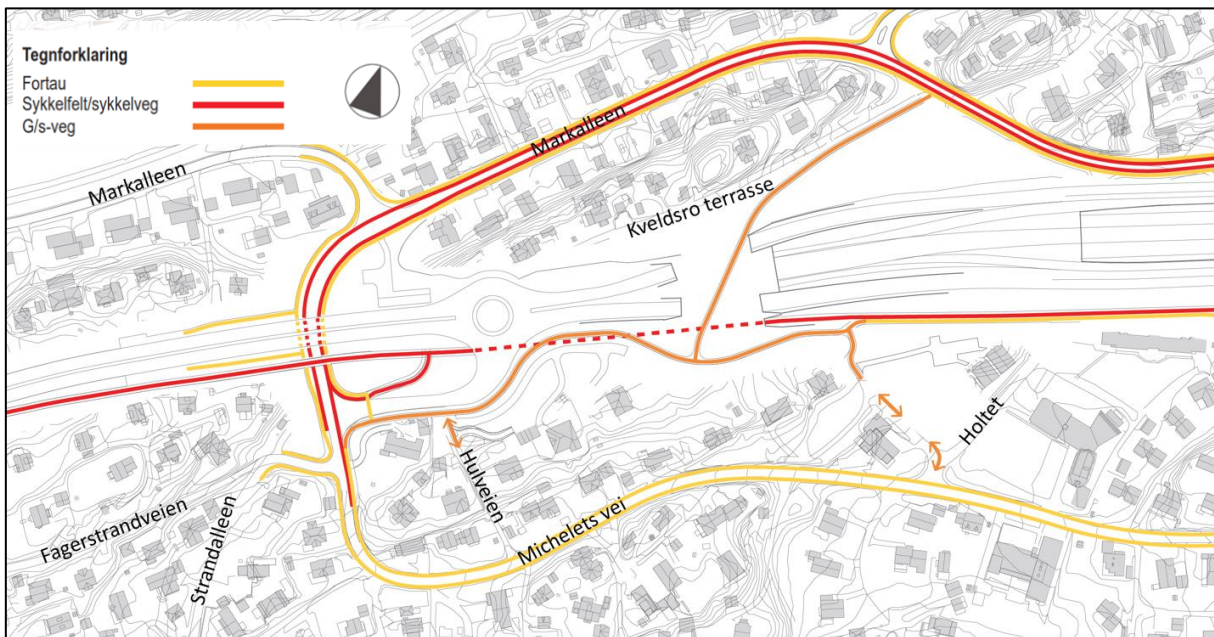 Tegnforklaring
Fortau
Sykkelfelt/sykkelveg
G/s-veg
Markalleen
Markalleen
Kveldsro terrasse
Holtet
Hulveien
Michelets vei
Fagerstrandveien
Strandalleen